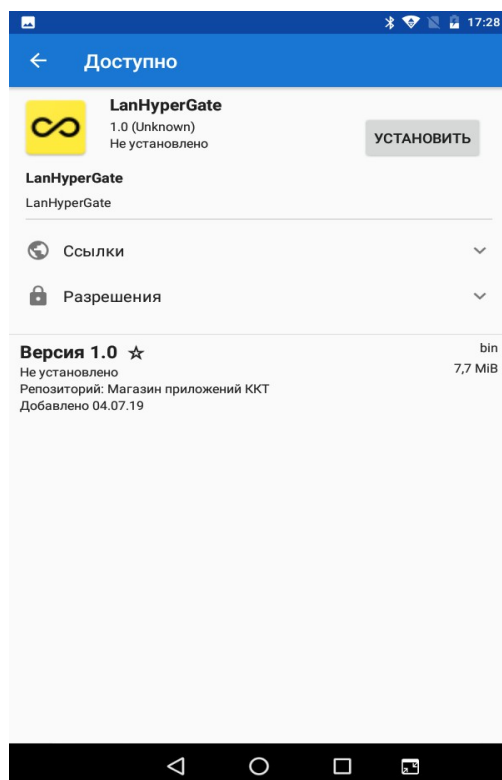 17:28
Доступно
LanHyperGate
1.0 (Unknown)
Не установлено
УСТАНОВИТЬ
LanHyperGate
LanHyperGate
Ссылки
Разрешения
Версия 1.0 ☆
bin
Не установлено
7,7 MiB
Репозиторий: Магазин приложений ККТ
Добавлено 04.07.19